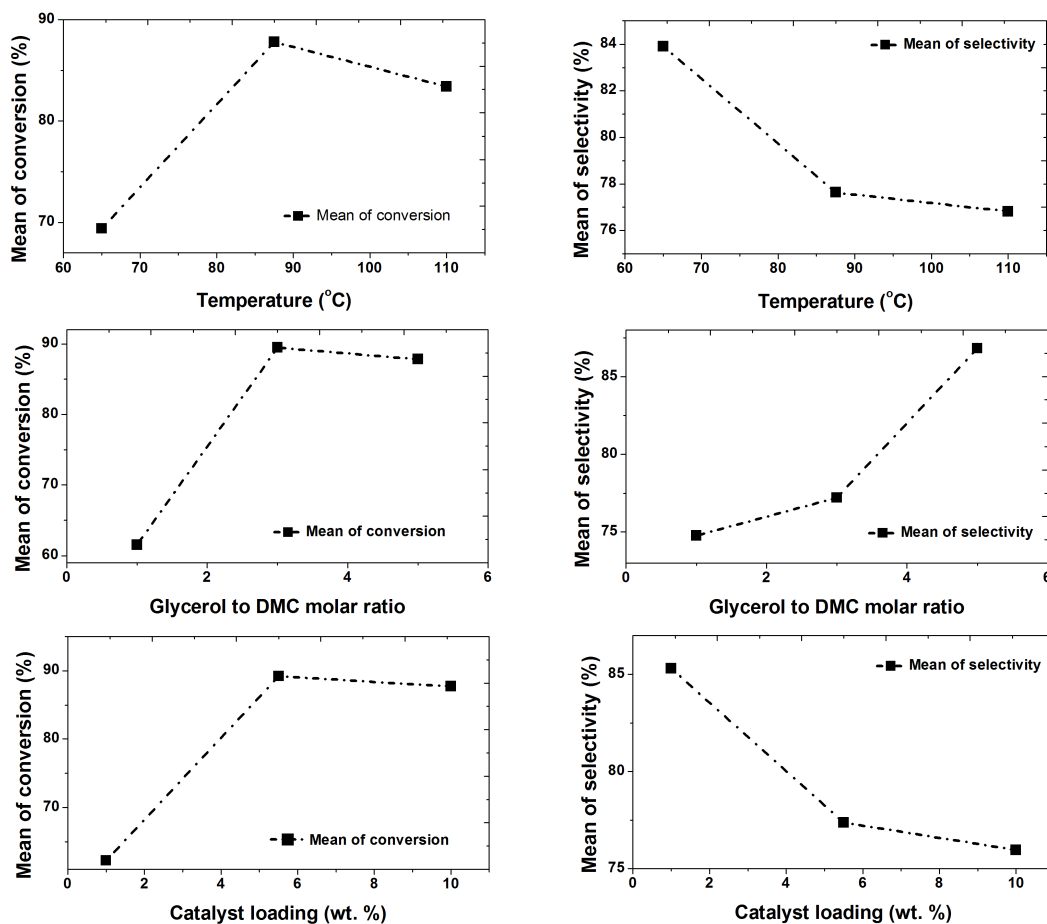 Mean of conversion (%)
90
80
70
60 70 80 90 100 110
Mean of conversion
Temperature (°C)
Mean of selectivity (%)
84
82
80
78
76
60 70 80 90 100 110
Mean of selectivity
Temperature (°C)
Mean of conversion (%)
90
80
70
60
0 2 4 6
Mean of conversion
Glycerol to DMC molar ratio
Mean of selectivity (%)
85
80
75
0 2 4 6
Mean of selectivity
Glycerol to DMC molar ratio
Mean of conversion (%)
90
80
70
0 2 4 6 8 10
Mean of conversion
Catalyst loading (wt. %)
Mean of selectivity (%)
85
80
75
0 2 4 6 8 10
Mean of selectivity
Catalyst loading (wt. %)